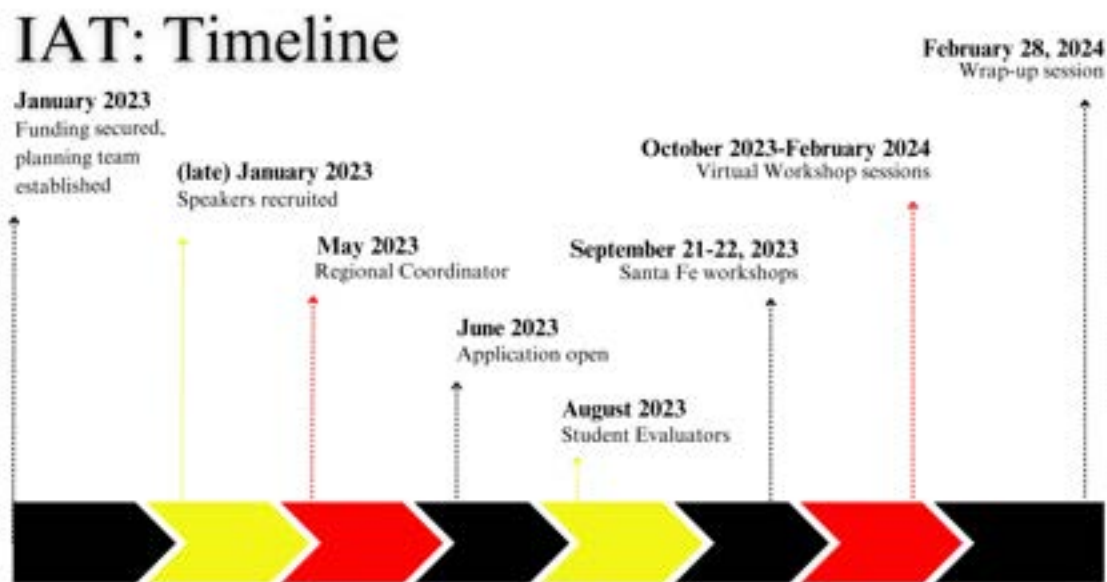 IAT: Timeline
January 2023
Funding secured,
planning team
established
(late) January 2023
Speakers recruited
May 2023
Regional Coordinator
June 2023
Application open
August 2023
Student Evaluators
September 21-22, 2023
Santa Fe workshops
October 2023-February 2024
Virtual Workshop sessions
February 28, 2024
Wrap-up session